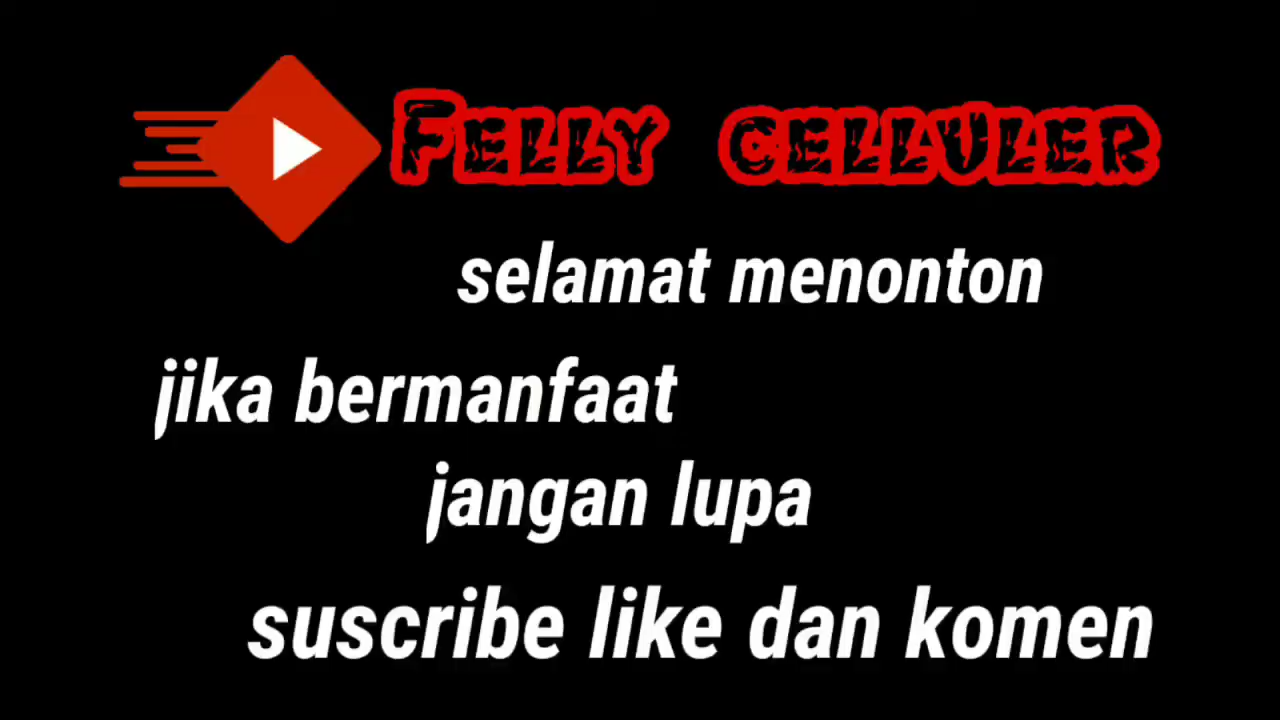 Felly celluler
selamat menonton
jika bermanfaat
jangan lupa
suscribe like dan komen